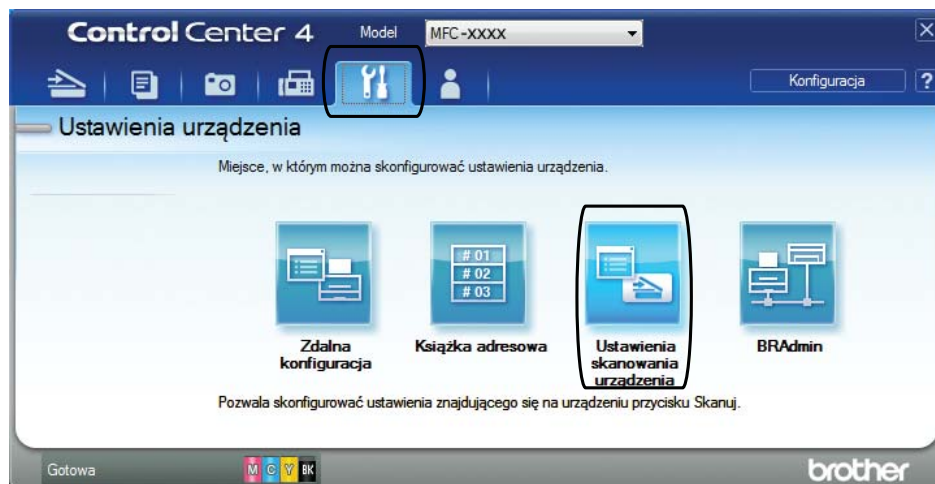 Control Center 4
Model
MFC-XXXX
Konfiguracja
?
Ustawienia urządzenia
Miejsce, w którym można skonfigurować ustawienia urządzenia.
# 01
# 02
# 03
Zdalna
konfiguracja
Książka adresowa
Ustawienia
skanowania
urządzenia
BRAdmin
Pozwala skonfigurować ustawienia znajdującego się na urządzeniu przycisku Skanuj.
Gotowa
M C Y BK
brother